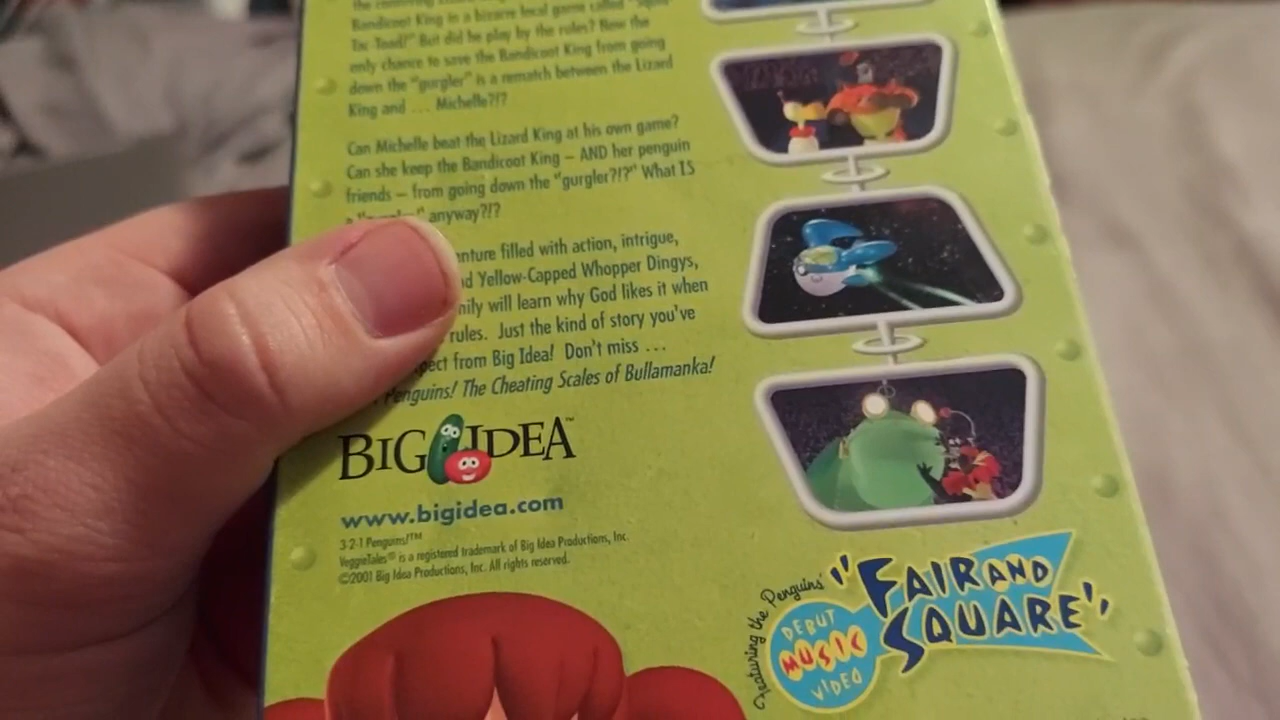 the conniving Lizard
Bandicoot King in a bizarre local game called "Squid
Tac-Toad!" But did he play by the rules? Now the
only chance to save the Bandicoot King from going
down the "gurgler" is a rematch between the Lizard
King and ... Michelle?!?
Can Michelle beat the Lizard King at his own game?
Can she keep the Bandicoot King – AND her penguin
friends – from going down the "gurgler?!?" What IS
a "gurgler" anyway?!?
nture filled with action, intrigue,
d Yellow-Capped Whopper Dingys,
mily will learn why God likes it when
rules. Just the kind of story you've
pect from Big Idea! Don't miss ...
Penguins! The Cheating Scales of Bullamanka!
BIG IDEA™
www.bigidea.com
3-2-1 Penguins!™
VeggieTales® is a registered trademark of Big Idea Productions, Inc.
©2001 Big Idea Productions, Inc. All rights reserved.
Featuring the Penguins'
DEBUT
MUSIC
VIDEO
"FAIR AND
SQUARE"